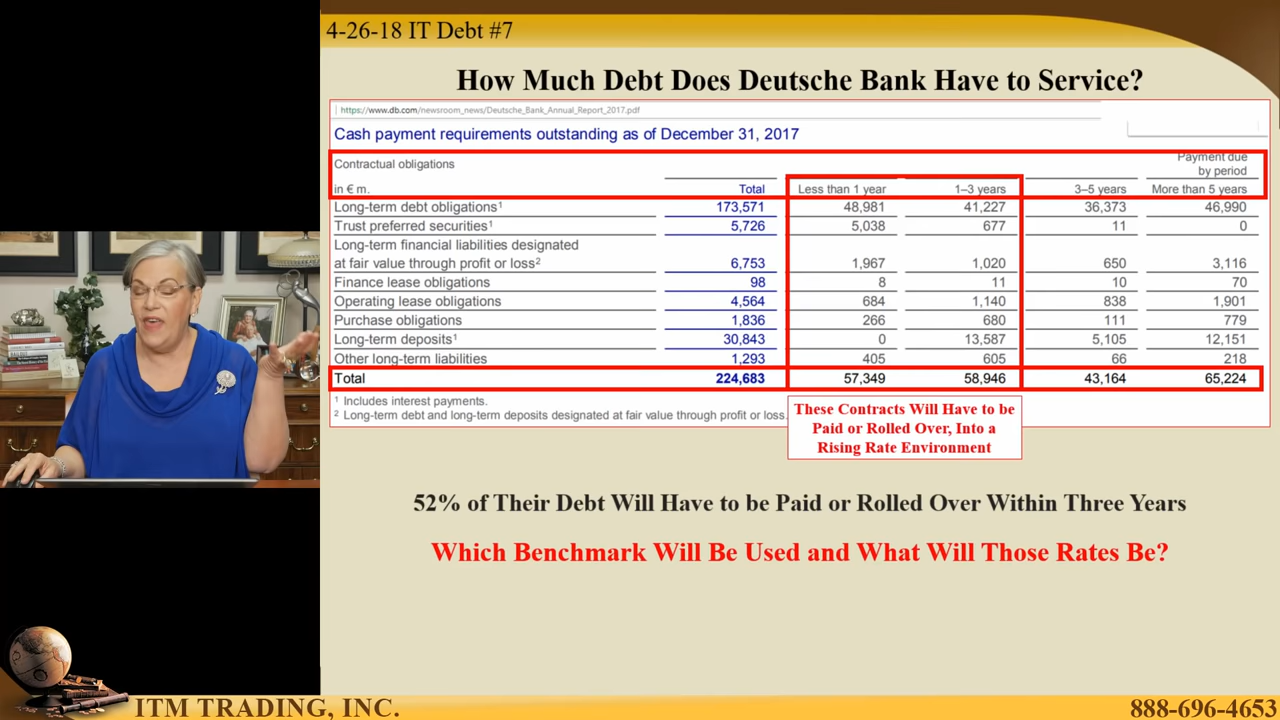 4-26-18 IT Debt #7
How Much Debt Does Deutsche Bank Have to Service?
https://www.db.com/newsroom_news/Deutsche_Bank_Annual_Report_2017.pdf
Cash payment requirements outstanding as of December 31, 2017
Contractual obligations Payment due by period
in € m. Total Less than 1 year 1–3 years 3–5 years More than 5 years
Long-term debt obligations¹ 173,571 48,981 41,227 36,373 46,990
Trust preferred securities¹ 5,726 5,038 677 11 0
Long-term financial liabilities designated
at fair value through profit or loss² 6,753 1,967 1,020 650 3,116
Finance lease obligations 98 8 11 10 70
Operating lease obligations 4,564 684 1,140 838 1,901
Purchase obligations 1,836 266 680 111 779
Long-term deposits¹ 30,843 0 13,587 5,105 12,151
Other long-term liabilities 1,293 405 605 66 218
Total 224,683 57,349 58,946 43,164 65,224
¹ Includes interest payments.
² Long-term debt and long-term deposits designated at fair value through profit or loss.
These Contracts Will Have to be
Paid or Rolled Over, Into a
Rising Rate Environment
52% of Their Debt Will Have to be Paid or Rolled Over Within Three Years
Which Benchmark Will Be Used and What Will Those Rates Be?
ITM TRADING, INC.
888-696-4653